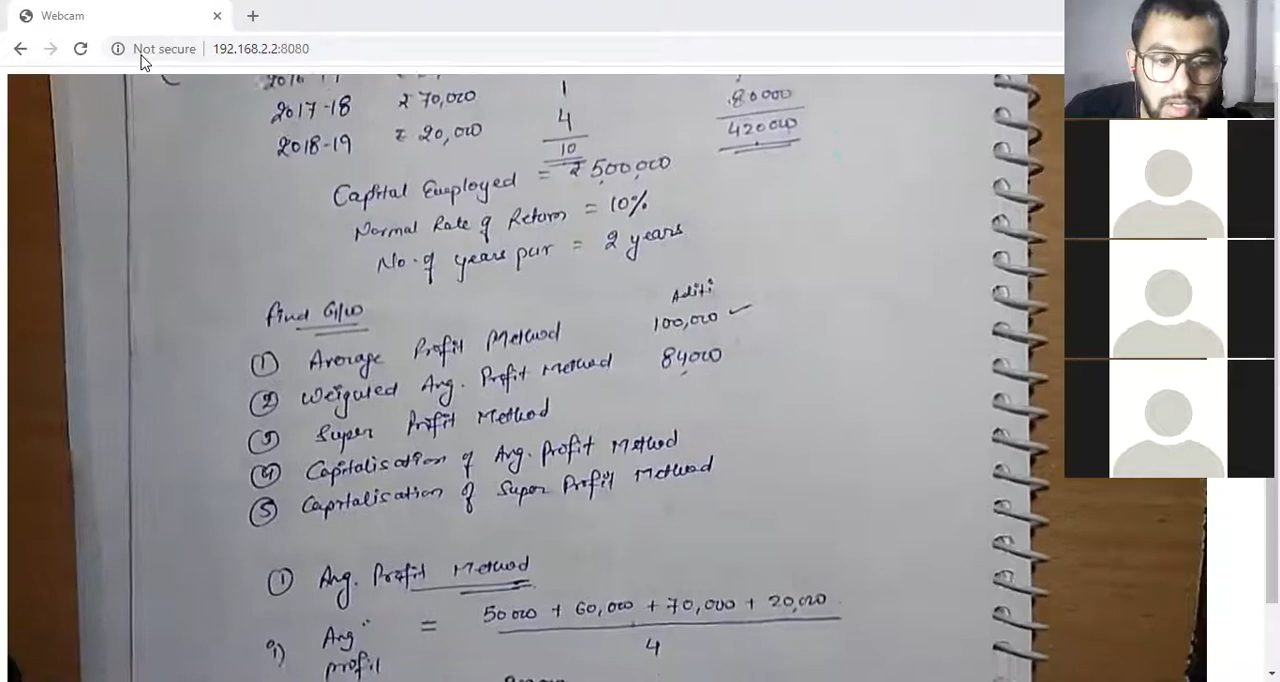 Webcam
Not secure 192.168.2.2:8080
2017-18 ₹ 70,000 1 80000
2018-19 ₹ 20,000 4 420000
10
Capital Employed = ₹ 500,000
Normal Rate of Return = 10%
No. of years pur = 2 years
Find G/W Aditi
① Average Profit Method 100,000 ✓
② Weiguted Avg. Profit Method 84000
③ Super Profit Method
④ Capitalisation of Avg. Profit Method
⑤ Capitalisation of Super Profit Method
① Avg. Profit Method
i) Avg. profit = 50000 + 60,000 + 70,000 + 20,000
4